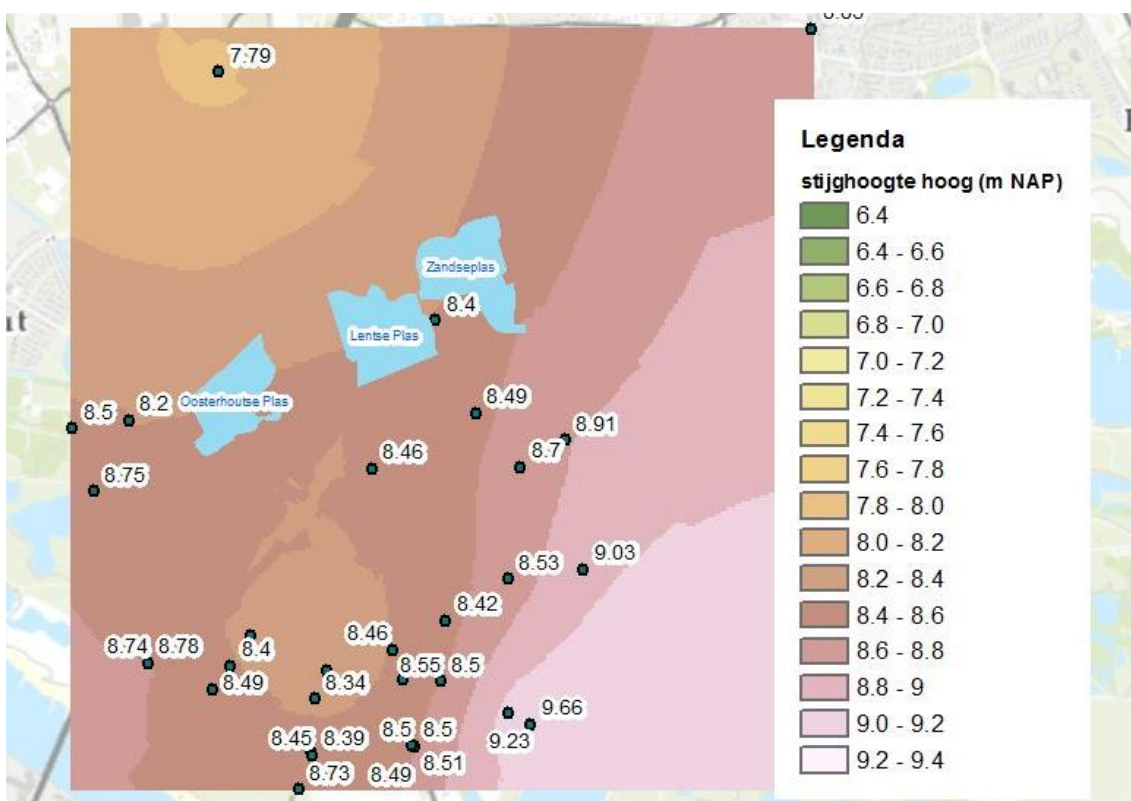 7.79
Legenda
stijghoogte hoog (m NAP)
6.4
6.4 - 6.6
6.6 - 6.8
6.8 - 7.0
7.0 - 7.2
7.2 - 7.4
7.4 - 7.6
7.6 - 7.8
7.8 - 8.0
8.0 - 8.2
8.2 - 8.4
8.4 - 8.6
8.6 - 8.8
8.8 - 9
9.0 - 9.2
9.2 - 9.4
Zandseplas
8.4
Lentse Plas
Oosterhoutse Plas
8.5
8.2
8.49
8.91
8.46
8.7
8.75
8.53
9.03
8.42
8.74
8.78
8.4
8.46
8.55
8.5
8.49
8.34
9.66
9.23
8.45
8.39
8.5
8.5
8.51
8.73
8.49